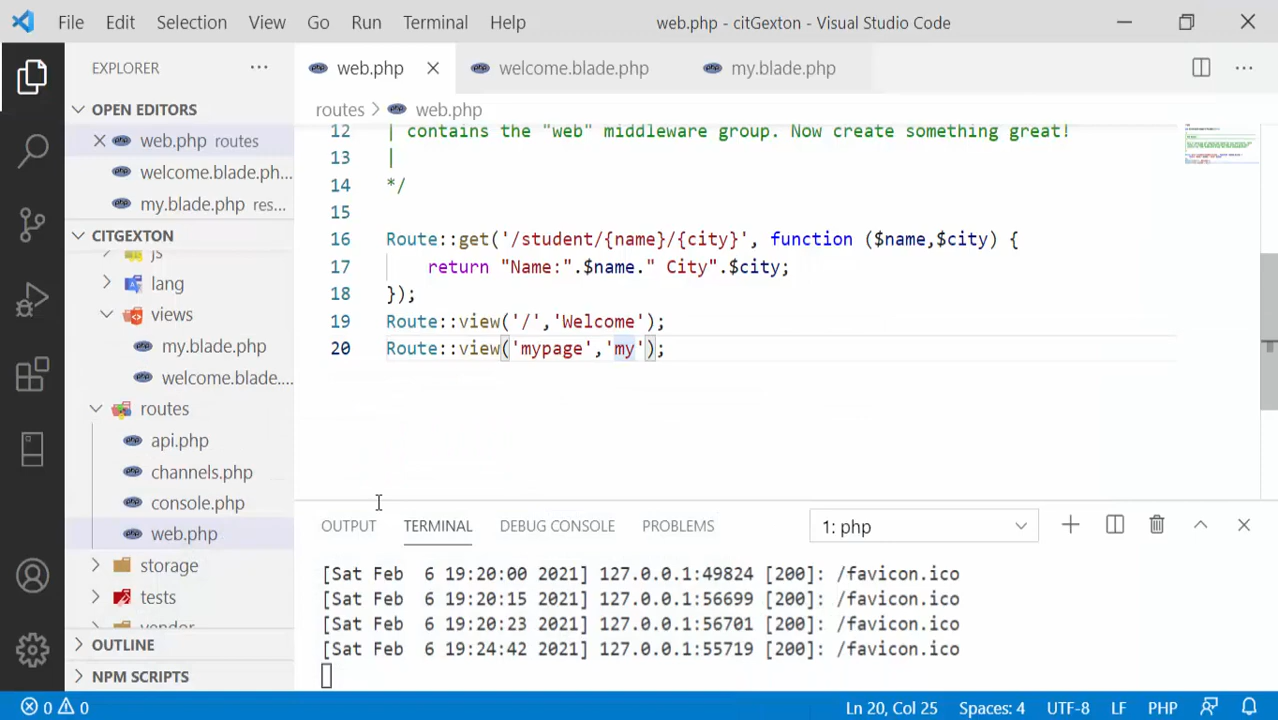 File Edit Selection View Go Run Terminal Help web.php - citGexton - Visual Studio Code
EXPLORER
web.php
welcome.blade.php
my.blade.php
OPEN EDITORS
web.php routes
welcome.blade.ph...
my.blade.php res...
CITGEXTON
js
lang
views
my.blade.php
welcome.blade....
routes
api.php
channels.php
console.php
web.php
storage
tests
vendor
OUTLINE
NPM SCRIPTS
routes > web.php
12 | contains the "web" middleware group. Now create something great!
13 |
14 */
15
16 Route::get('/student/{name}/{city}', function ($name,$city) {
17 return "Name:".$name." City".$city;
18 });
19 Route::view('/','Welcome');
20 Route::view('mypage','my');
OUTPUT TERMINAL DEBUG CONSOLE PROBLEMS 1: php
[Sat Feb 6 19:20:00 2021] 127.0.0.1:49824 [200]: /favicon.ico
[Sat Feb 6 19:20:15 2021] 127.0.0.1:56699 [200]: /favicon.ico
[Sat Feb 6 19:20:23 2021] 127.0.0.1:56701 [200]: /favicon.ico
[Sat Feb 6 19:24:42 2021] 127.0.0.1:55719 [200]: /favicon.ico
0 0 Ln 20, Col 25 Spaces: 4 UTF-8 LF PHP